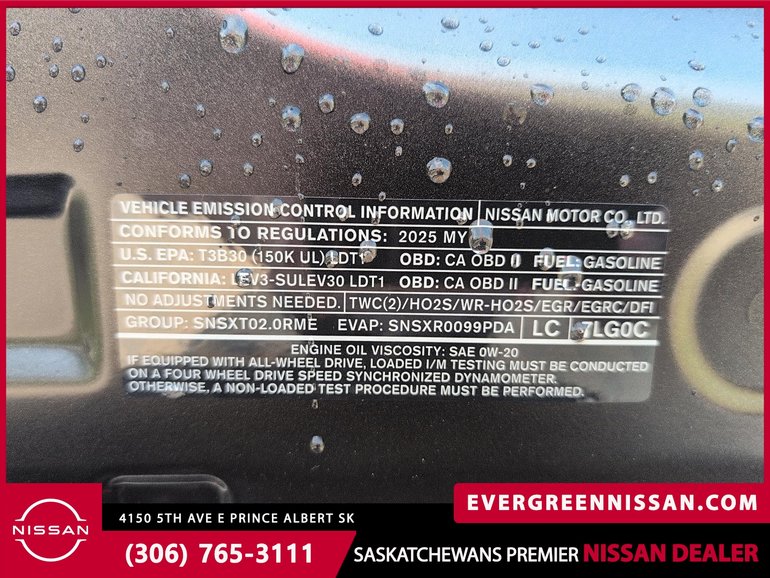 VEHICLE EMISSION CONTROL INFORMATION NISSAN MOTOR CO., LTD.
CONFORMS TO REGULATIONS: 2025 MY
U.S. EPA: T3B30 (150K UL) LDT1 OBD: CA OBD II FUEL: GASOLINE
CALIFORNIA: LEV3-SULEV30 LDT1 OBD: CA OBD II FUEL: GASOLINE
NO ADJUSTMENTS NEEDED. TWC(2)/HO2S/WR-HO2S/EGR/EGRC/DFI
GROUP: SNSXT02.0RME EVAP: SNSXR0099PDA LC 7LG0C
ENGINE OIL VISCOSITY: SAE 0W-20
IF EQUIPPED WITH ALL-WHEEL DRIVE, LOADED I/M TESTING MUST BE CONDUCTED
ON A FOUR WHEEL DRIVE SPEED SYNCHRONIZED DYNAMOMETER.
OTHERWISE, A NON-LOADED TEST PROCEDURE MUST BE PERFORMED.
EVERGREENNISSAN.COM
NISSAN
4150 5TH AVE E PRINCE ALBERT SK
(306) 765-3111
SASKATCHEWANS PREMIER NISSAN DEALER